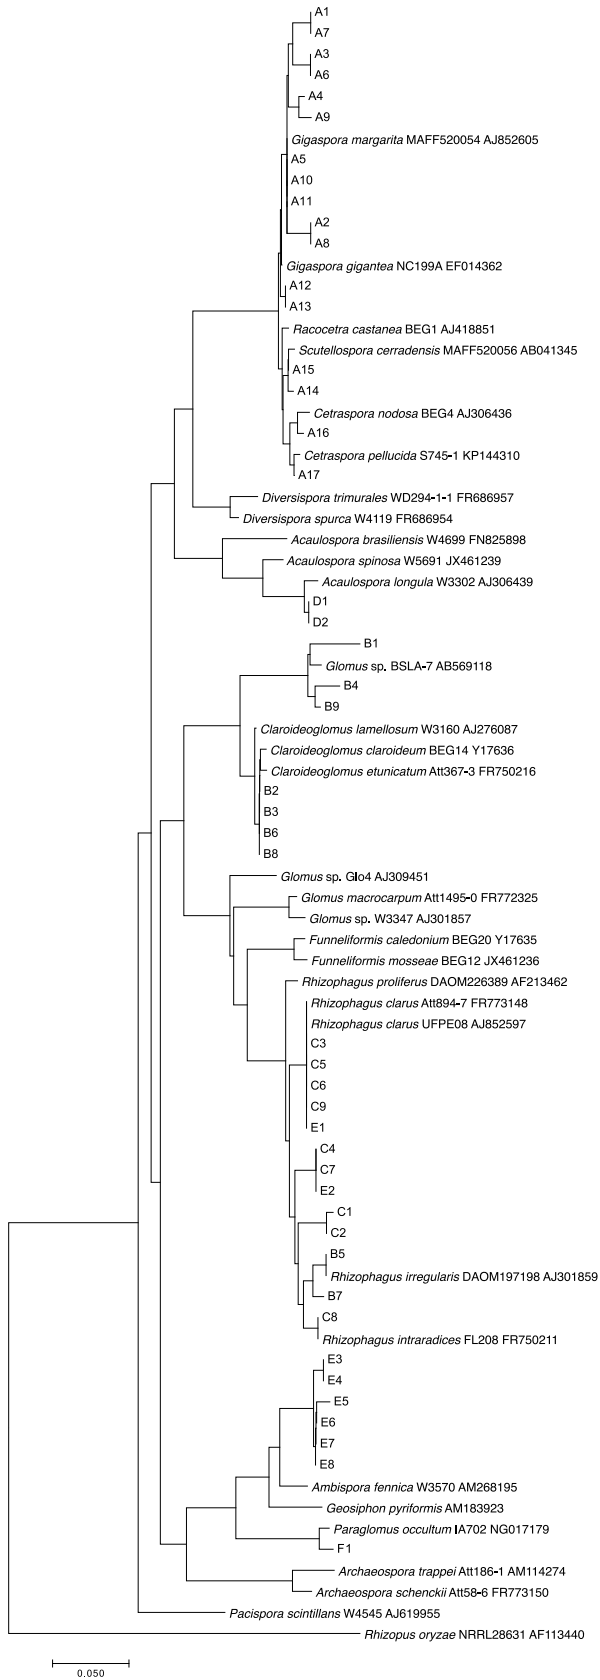 A1
A7
A3
A6
A4
A9
Gigaspora margarita MAFF520054 AJ852605
A5
A10
A11
A2
A8
Gigaspora gigantea NC199A EF014362
A12
A13
Racocetra castanea BEG1 AJ418851
Scutellospora cerradensis MAFF520056 AB041345
A15
A14
Cetraspora nodosa BEG4 AJ306436
A16
Cetraspora pellucida S745-1 KP144310
A17
Diversispora trimurales WD294-1-1 FR686957
Diversispora spurca W4119 FR686954
Acaulospora brasiliensis W4699 FN825898
Acaulospora spinosa W5691 JX461239
Acaulospora longula W3302 AJ306439
D1
D2
B1
Glomus sp. BSLA-7 AB569118
B4
B9
Claroideoglomus lamellosum W3160 AJ276087
Claroideoglomus claroideum BEG14 Y17636
Claroideoglomus etunicatum Att367-3 FR750216
B2
B3
B6
B8
Glomus sp. Glo4 AJ309451
Glomus macrocarpum Att1495-0 FR772325
Glomus sp. W3347 AJ301857
Funneliformis caledonium BEG20 Y17635
Funneliformis mosseae BEG12 JX461236
Rhizophagus proliferus DAOM226389 AF213462
Rhizophagus clarus Att894-7 FR773148
Rhizophagus clarus UFPE08 AJ852597
C3
C5
C6
C9
E1
C4
C7
E2
C1
C2
B5
Rhizophagus irregularis DAOM197198 AJ301859
B7
C8
Rhizophagus intraradices FL208 FR750211
E3
E4
E5
E6
E7
E8
Ambispora fennica W3570 AM268195
Geosiphon pyriformis AM183923
Paraglomus occultum IA702 NG017179
F1
Archaeospora trappei Att186-1 AM114274
Archaeospora schenckii Att58-6 FR773150
Pacispora scintillans W4545 AJ619955
Rhizopus oryzae NRRL28631 AF113440
0.050